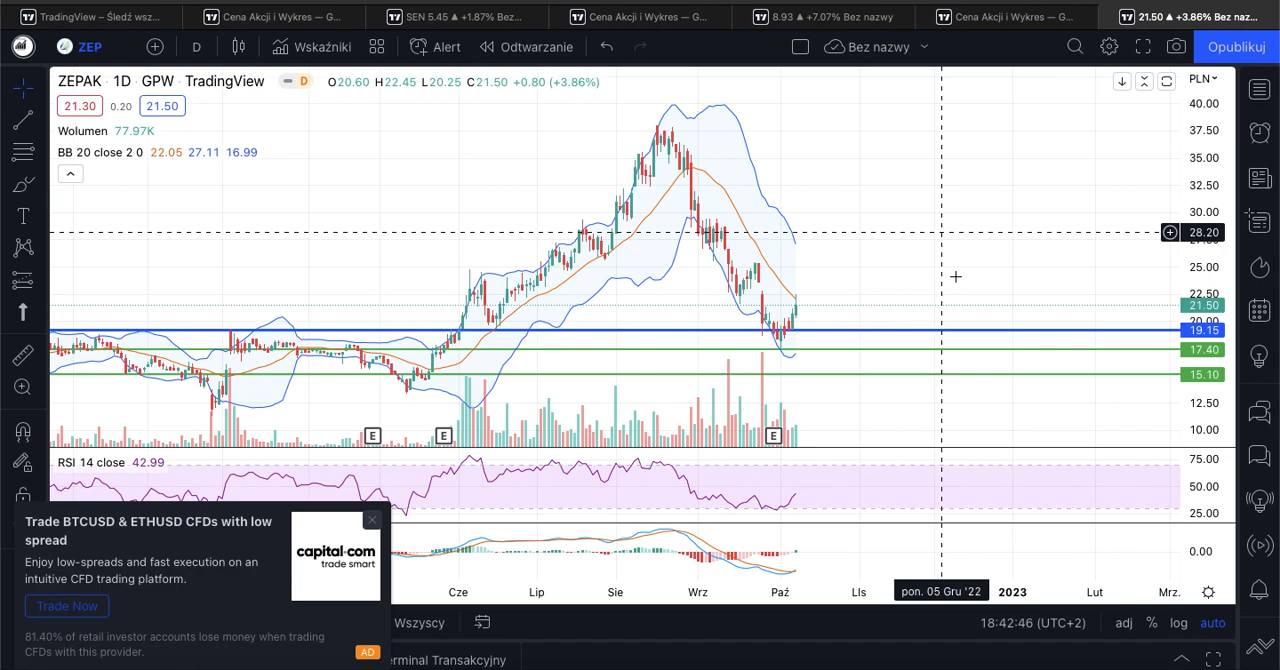 TradingView – Śledź wsz...
Cena Akcji i Wykres — G...
SEN 5.45 ▲ +1.87% Bez...
Cena Akcji i Wykres — G...
8.93 ▲ +7.07% Bez nazwy
Cena Akcji i Wykres — G...
21.50 ▲ +3.86% Bez naz...
ZEP
D
Wskaźniki
Alert
Odtwarzanie
Bez nazwy
Opublikuj
ZEPAK · 1D · GPW · TradingView
D
O20.60 H22.45 L20.25 C21.50 +0.80 (+3.86%)
PLN
21.30 0.20 21.50
Wolumen 77.97K
BB 20 close 2 0 22.05 27.11 16.99
40.00
37.50
35.00
32.50
30.00
28.20
25.00
22.50
21.50
20.00
19.15
17.40
15.10
12.50
10.00
E
E
E
RSI 14 close 42.99
75.00
50.00
25.00
0.00
Trade BTCUSD & ETHUSD CFDs with low
spread
Enjoy low-spreads and fast execution on an
intuitive CFD trading platform.
Trade Now
81.40% of retail investor accounts lose money when trading
CFDs with this provider.
AD
capital.com
trade smart
Cze Lip Sie Wrz Paź Lls pon. 05 Gru '22 2023 Lut Mrz.
Wszyscy
18:42:46 (UTC+2)
adj % log auto
erminal Transakcyjny